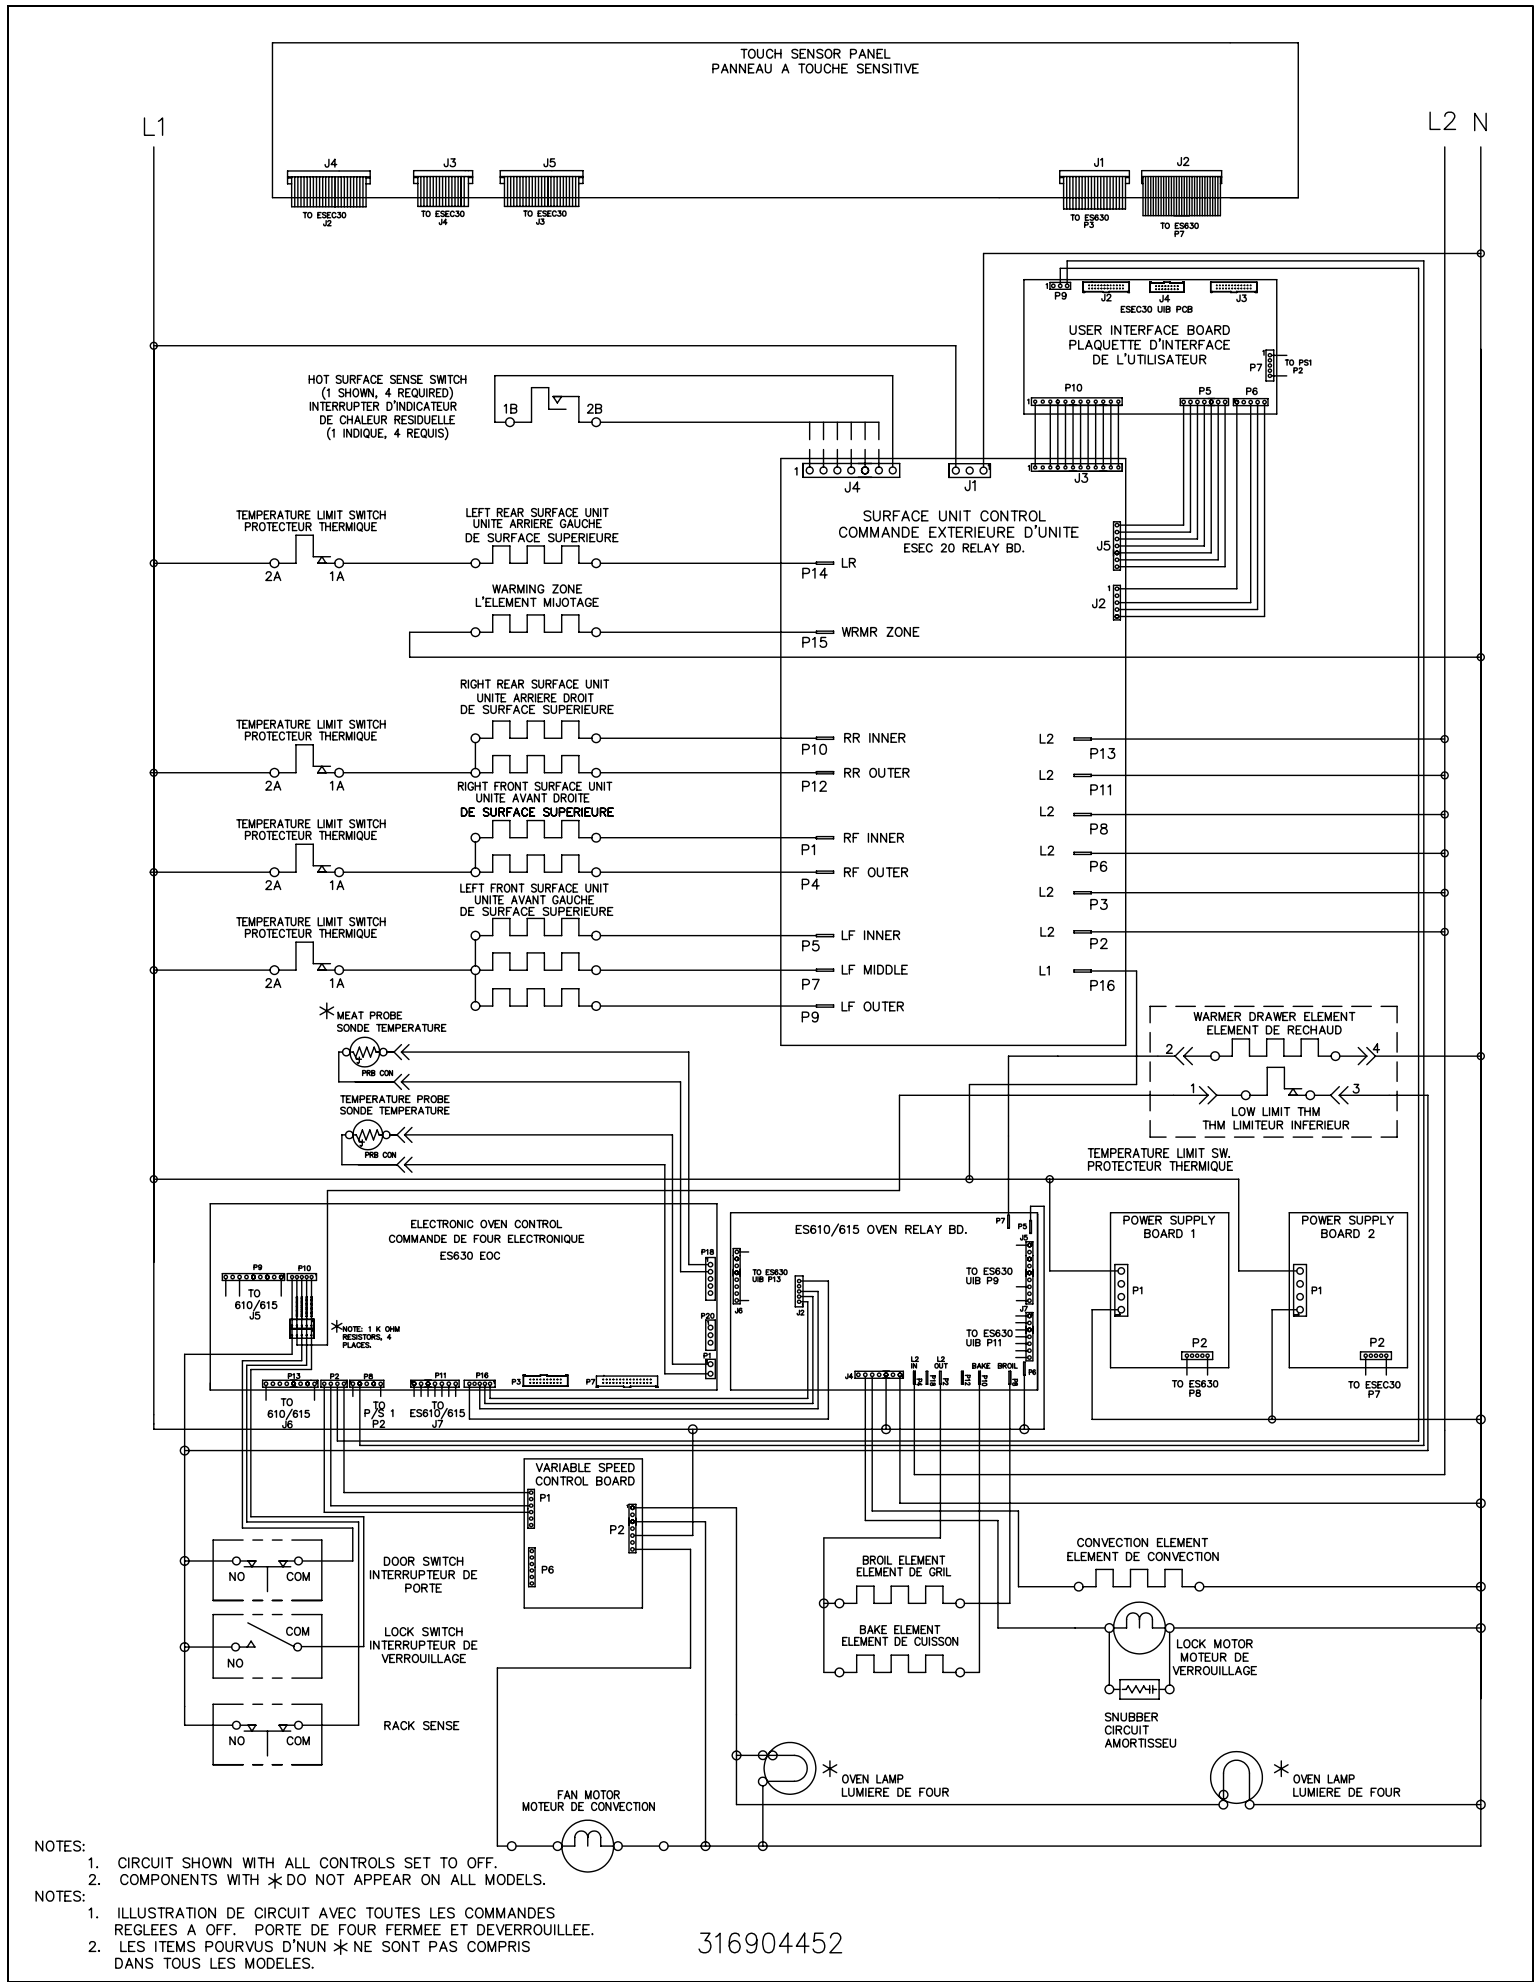 TOUCH SENSOR PANEL
PANNEAU A TOUCHE SENSITIVE
L1
L2 N
J4
J3
J5
J1
J2
TO ESEC30
J2
TO ESEC30
J4
TO ESEC30
J3
TO ES630
P3
TO ES630
P7
1
P9
J2
J4
J3
ESEC30 UIB PCB
USER INTERFACE BOARD
PLAQUETTE D'INTERFACE
DE L'UTILISATEUR
1
P7
TO PS1
P2
P10
P5
P6
1
HOT SURFACE SENSE SWITCH
(1 SHOWN, 4 REQUIRED)
INTERRUPTER D'INDICATEUR
DE CHALEUR RESIDUELLE
(1 INDIQUE, 4 REQUIS)
1B
2B
1
J4
J1
1
J3
SURFACE UNIT CONTROL
COMMANDE EXTERIEURE D'UNITE
ESEC 20 RELAY BD.
J5
1
J2
TEMPERATURE LIMIT SWITCH
PROTECTEUR THERMIQUE
2A
1A
LEFT REAR SURFACE UNIT
UNITE ARRIERE GAUCHE
DE SURFACE SUPERIEURE
P14
LR
WARMING ZONE
L'ELEMENT MIJOTAGE
P15
WRMR ZONE
RIGHT REAR SURFACE UNIT
UNITE ARRIERE DROIT
DE SURFACE SUPERIEURE
TEMPERATURE LIMIT SWITCH
PROTECTEUR THERMIQUE
2A
1A
P10
RR INNER
P12
RR OUTER
L2
P13
L2
P11
RIGHT FRONT SURFACE UNIT
UNITE AVANT DROITE
DE SURFACE SUPERIEURE
TEMPERATURE LIMIT SWITCH
PROTECTEUR THERMIQUE
2A
1A
P1
RF INNER
P4
RF OUTER
L2
P8
L2
P6
LEFT FRONT SURFACE UNIT
UNITE AVANT GAUCHE
DE SURFACE SUPERIEURE
TEMPERATURE LIMIT SWITCH
PROTECTEUR THERMIQUE
2A
1A
P5
LF INNER
P7
LF MIDDLE
P9
LF OUTER
L2
P3
L2
P2
L1
P16
* MEAT PROBE
SONDE TEMPERATURE
PRB CON
TEMPERATURE PROBE
SONDE TEMPERATURE
PRB CON
WARMER DRAWER ELEMENT
ELEMENT DE RECHAUD
2
4
1
3
LOW LIMIT THM
THM LIMITEUR INFERIEUR
TEMPERATURE LIMIT SW.
PROTECTEUR THERMIQUE
ELECTRONIC OVEN CONTROL
COMMANDE DE FOUR ELECTRONIQUE
ES630 EOC
P9
P10
TO
610/615
J5
* NOTE: 1 K OHM
RESISTORS, 4
PLACES.
P18
P20
P1
P13
P2
P8
P11
P16
P3
P7
TO
610/615
J6
TO
P/S 1
P2
TO
ES610/615
J7
ES610/615 OVEN RELAY BD.
P7
P5
J5
TO ES630
UIB P13
J6
J2
TO ES630
UIB P9
J7
TO ES630
UIB P11
J4
L2
IN
L2
OUT
BAKE
BROIL
P4
P18
P2
P12
P10
P8
P6
POWER SUPPLY
BOARD 1
P1
P2
TO ES630
P8
POWER SUPPLY
BOARD 2
P1
P2
TO ESEC30
P7
VARIABLE SPEED
CONTROL BOARD
P1
P2
P6
NO
COM
DOOR SWITCH
INTERRUPTEUR DE
PORTE
COM
NO
LOCK SWITCH
INTERRUPTEUR DE
VERROUILLAGE
NO
COM
RACK SENSE
BROIL ELEMENT
ELEMENT DE GRIL
BAKE ELEMENT
ELEMENT DE CUISSON
CONVECTION ELEMENT
ELEMENT DE CONVECTION
LOCK MOTOR
MOTEUR DE
VERROUILLAGE
SNUBBER
CIRCUIT
AMORTISSEU
* OVEN LAMP
LUMIERE DE FOUR
* OVEN LAMP
LUMIERE DE FOUR
FAN MOTOR
MOTEUR DE CONVECTION
NOTES:
1. CIRCUIT SHOWN WITH ALL CONTROLS SET TO OFF.
2. COMPONENTS WITH * DO NOT APPEAR ON ALL MODELS.
NOTES:
1. ILLUSTRATION DE CIRCUIT AVEC TOUTES LES COMMANDES
REGLEES A OFF. PORTE DE FOUR FERMEE ET DEVERROUILLEE.
2. LES ITEMS POURVUS D'NUN * NE SONT PAS COMPRIS
DANS TOUS LES MODELES.
316904452